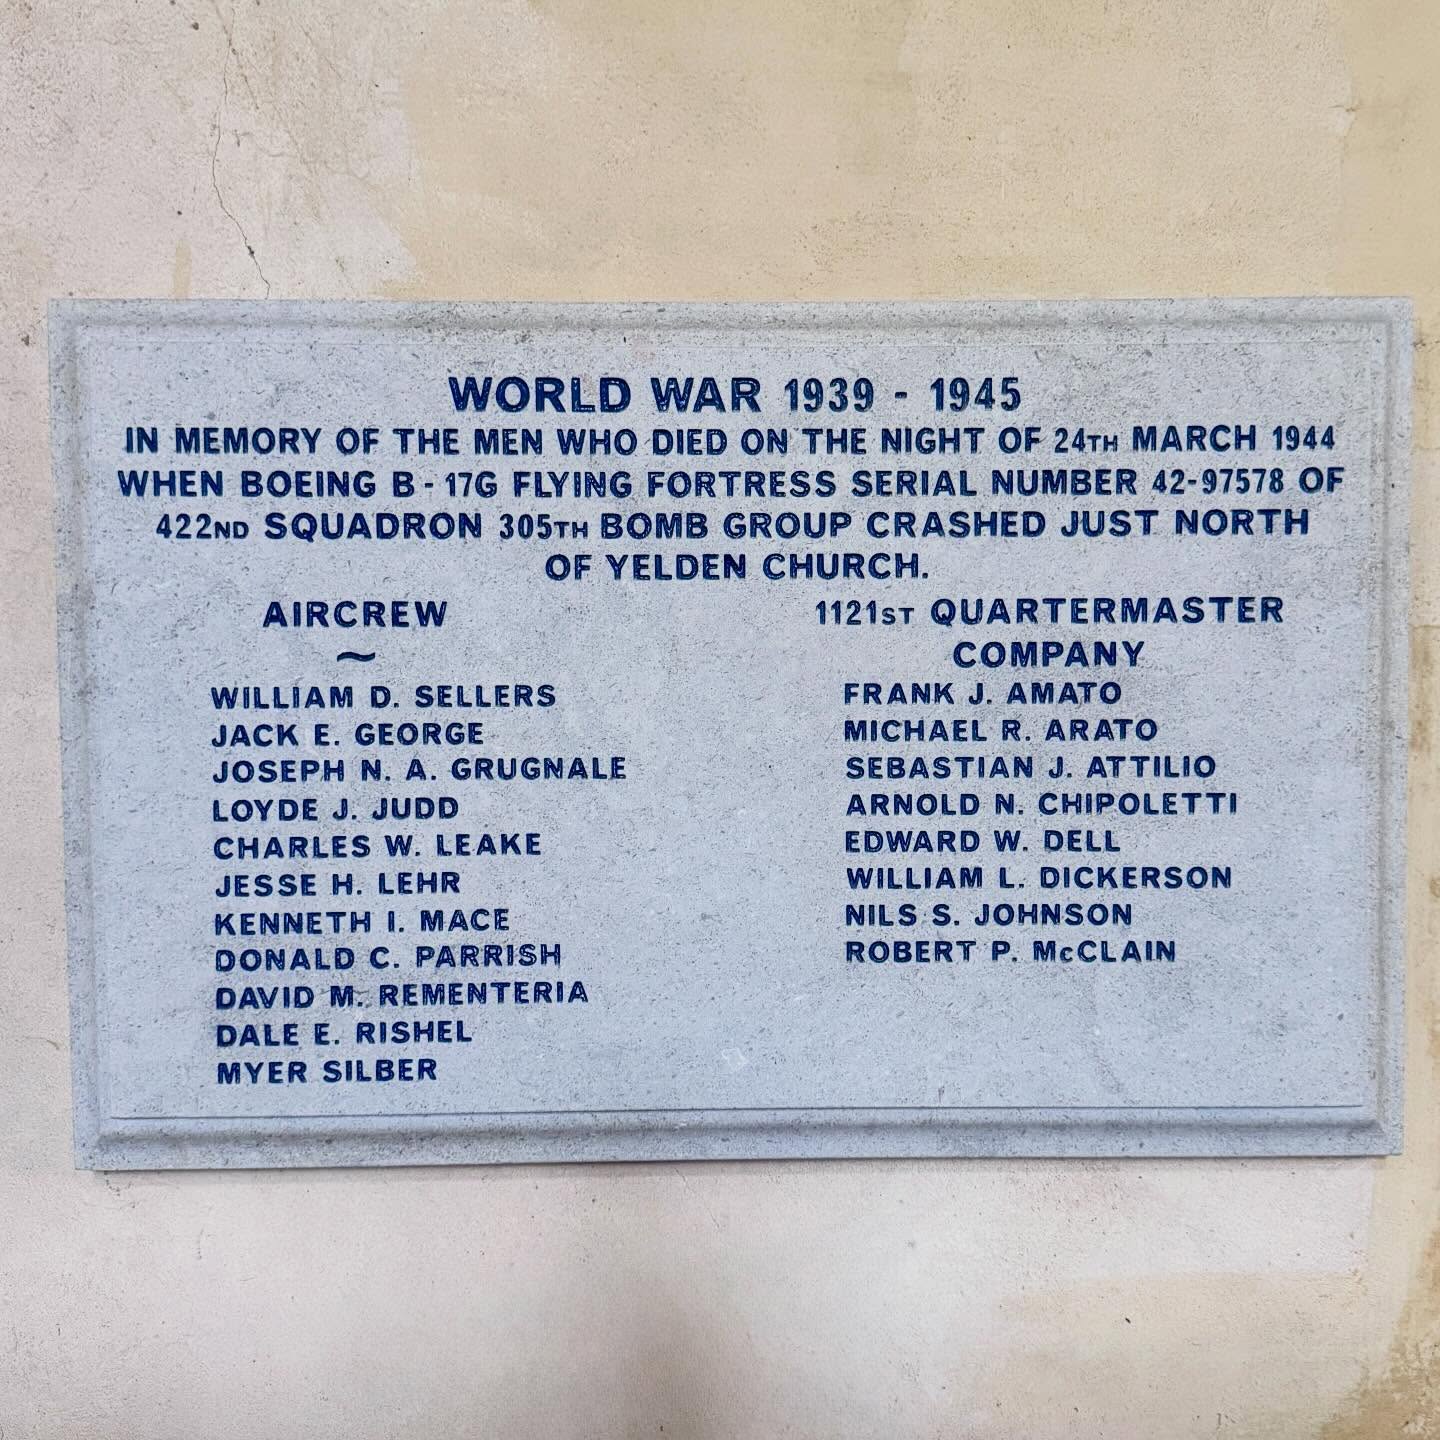 WORLD WAR 1939 - 1945
IN MEMORY OF THE MEN WHO DIED ON THE NIGHT OF 24TH MARCH 1944
WHEN BOEING B - 17G FLYING FORTRESS SERIAL NUMBER 42-97578 OF
422ND SQUADRON 305TH BOMB GROUP CRASHED JUST NORTH
OF YELDEN CHURCH.
AIRCREW
~
WILLIAM D. SELLERS
JACK E. GEORGE
JOSEPH N. A. GRUGNALE
LOYDE J. JUDD
CHARLES W. LEAKE
JESSE H. LEHR
KENNETH I. MACE
DONALD C. PARRISH
DAVID M. REMENTERIA
DALE E. RISHEL
MYER SILBER
1121ST QUARTERMASTER
COMPANY
FRANK J. AMATO
MICHAEL R. ARATO
SEBASTIAN J. ATTILIO
ARNOLD N. CHIPOLETTI
EDWARD W. DELL
WILLIAM L. DICKERSON
NILS S. JOHNSON
ROBERT P. McCLAIN